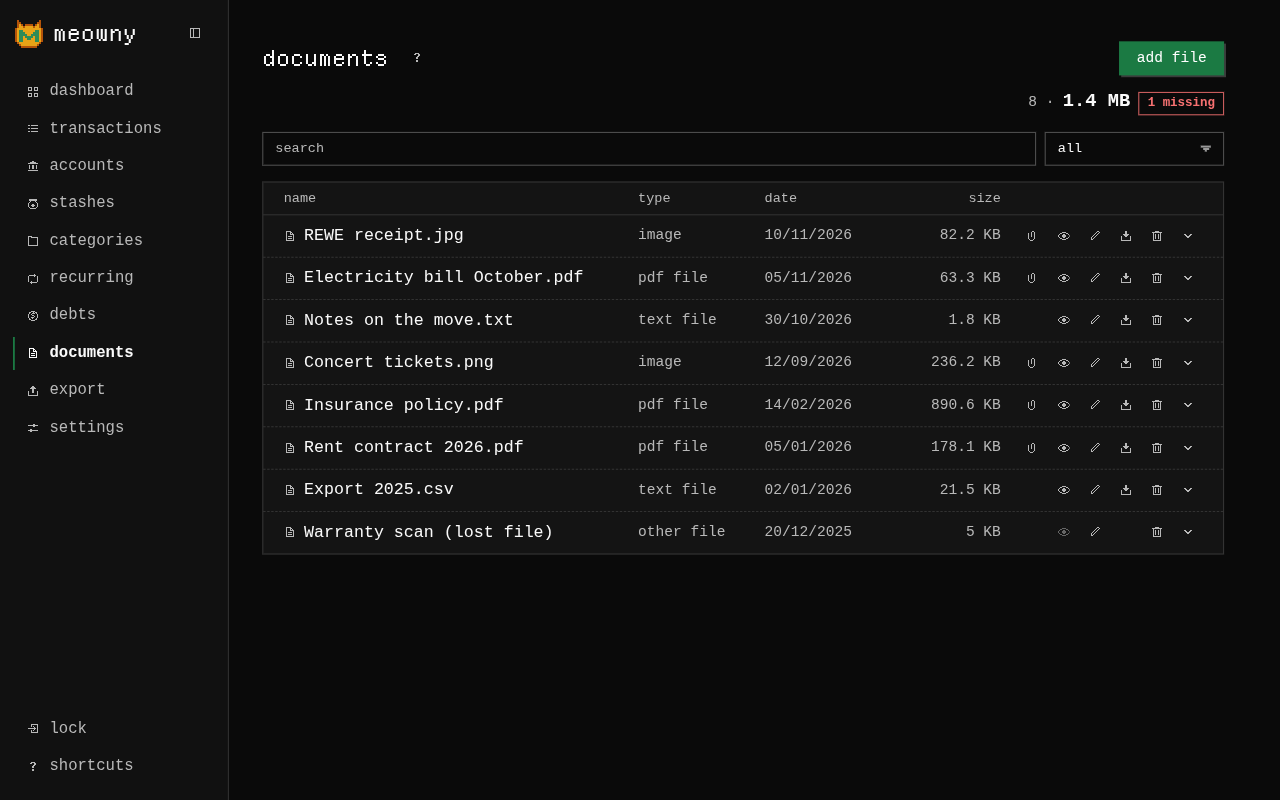 meowny
dashboard
transactions
accounts
stashes
categories
recurring
debts
documents
export
settings
lock
? shortcuts
documents ?
add file
8 · 1.4 MB 1 missing
search all
name type date size
REWE receipt.jpg image 10/11/2026 82.2 KB
Electricity bill October.pdf pdf file 05/11/2026 63.3 KB
Notes on the move.txt text file 30/10/2026 1.8 KB
Concert tickets.png image 12/09/2026 236.2 KB
Insurance policy.pdf pdf file 14/02/2026 890.6 KB
Rent contract 2026.pdf pdf file 05/01/2026 178.1 KB
Export 2025.csv text file 02/01/2026 21.5 KB
Warranty scan (lost file) other file 20/12/2025 5 KB